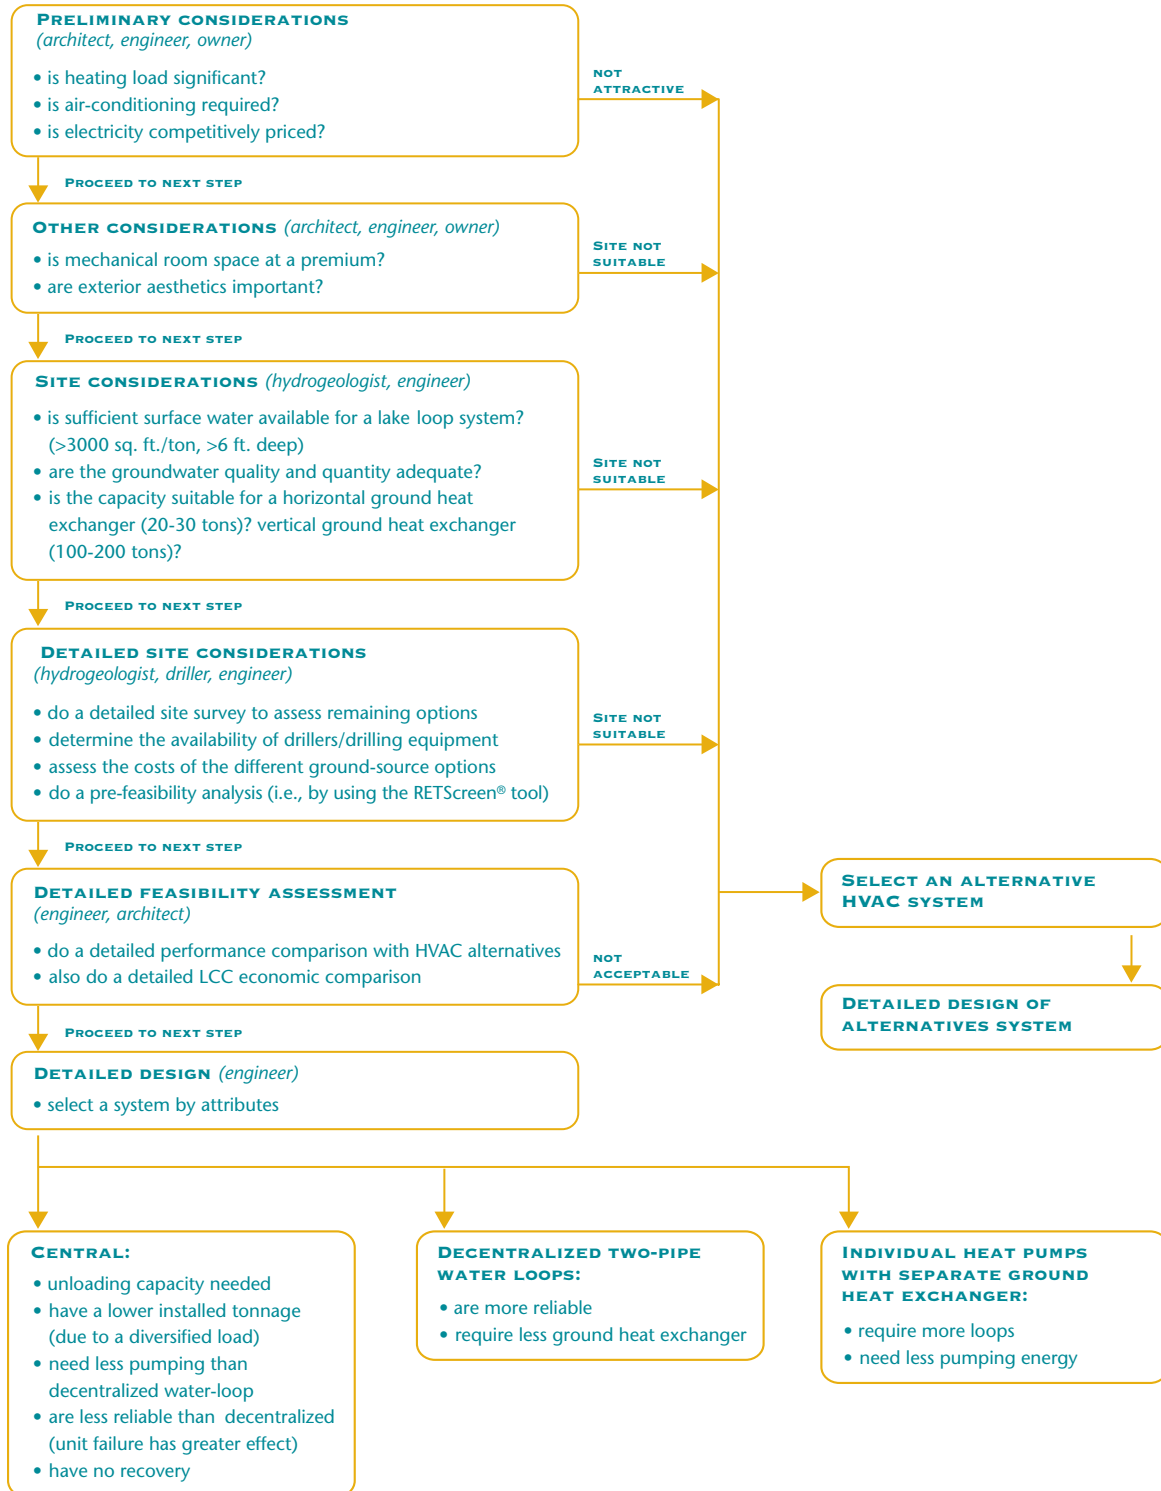 PRELIMINARY CONSIDERATIONS
(architect, engineer, owner)
• is heating load significant?
• is air-conditioning required?
• is electricity competitively priced?
NOT
ATTRACTIVE
PROCEED TO NEXT STEP
OTHER CONSIDERATIONS (architect, engineer, owner)
• is mechanical room space at a premium?
• are exterior aesthetics important?
SITE NOT
SUITABLE
PROCEED TO NEXT STEP
SITE CONSIDERATIONS (hydrogeologist, engineer)
• is sufficient surface water available for a lake loop system?
(>3000 sq. ft./ton, >6 ft. deep)
• are the groundwater quality and quantity adequate?
• is the capacity suitable for a horizontal ground heat
exchanger (20-30 tons)? vertical ground heat exchanger
(100-200 tons)?
SITE NOT
SUITABLE
PROCEED TO NEXT STEP
DETAILED SITE CONSIDERATIONS
(hydrogeologist, driller, engineer)
• do a detailed site survey to assess remaining options
• determine the availability of drillers/drilling equipment
• assess the costs of the different ground-source options
• do a pre-feasibility analysis (i.e., by using the RETScreen® tool)
SITE NOT
SUITABLE
PROCEED TO NEXT STEP
DETAILED FEASIBILITY ASSESSMENT
(engineer, architect)
• do a detailed performance comparison with HVAC alternatives
• also do a detailed LCC economic comparison
NOT
ACCEPTABLE
SELECT AN ALTERNATIVE
HVAC SYSTEM
DETAILED DESIGN OF
ALTERNATIVES SYSTEM
PROCEED TO NEXT STEP
DETAILED DESIGN (engineer)
• select a system by attributes
CENTRAL:
• unloading capacity needed
• have a lower installed tonnage
(due to a diversified load)
• need less pumping than
decentralized water-loop
• are less reliable than decentralized
(unit failure has greater effect)
• have no recovery
DECENTRALIZED TWO-PIPE
WATER LOOPS:
• are more reliable
• require less ground heat exchanger
INDIVIDUAL HEAT PUMPS
WITH SEPARATE GROUND
HEAT EXCHANGER:
• require more loops
• need less pumping energy